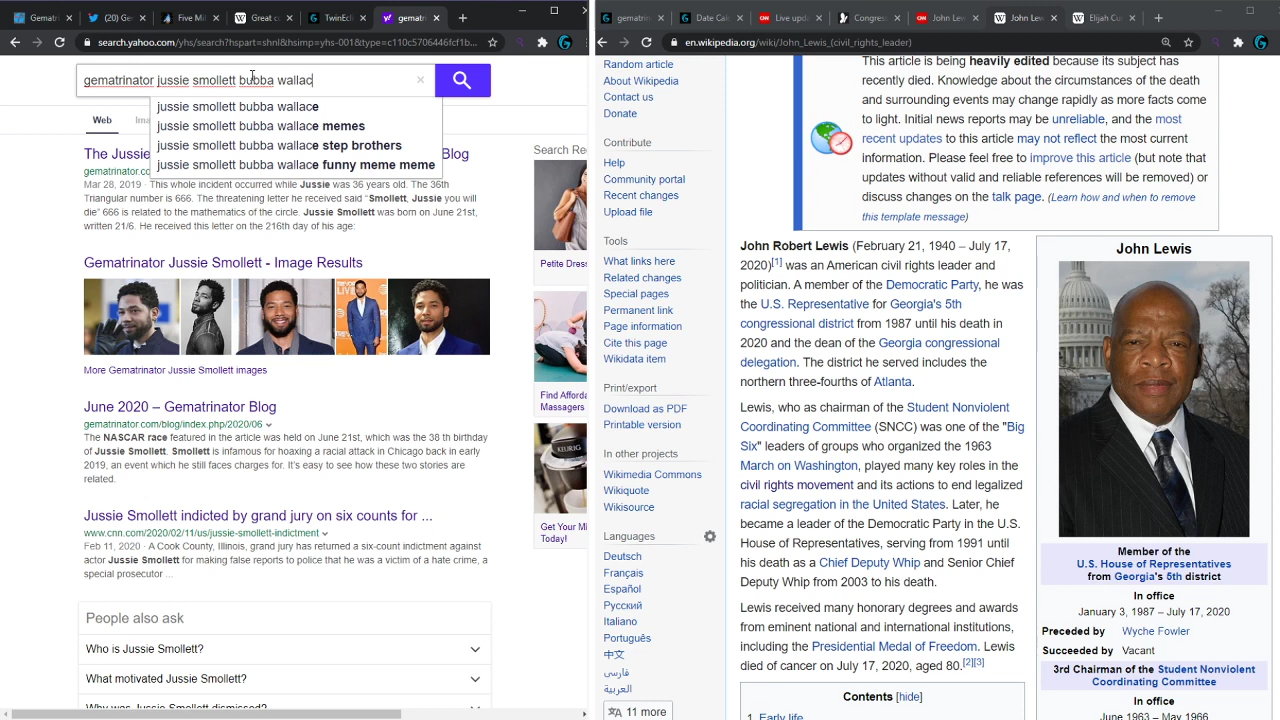 Gematr
(20) Ge
Five Mil
Great c
TwinEcl
gematr
search.yahoo.com/yhs/search?hspart=shnl&hsimp=yhs-001&type=c110c5706446fcf1b...
gematrinator jussie smollett bubba wallac
jussie smollett bubba wallace
jussie smollett bubba wallace memes
jussie smollett bubba wallace step brothers
jussie smollett bubba wallace funny meme meme
Web
Ima
The Jussie
Blog
gematrinator.co
Mar 28, 2019 · This whole incident occurred while Jussie was 36 years old. The 36th
Triangular number is 666. The threatening letter he received said "Smollett, Jussie you will
die" 666 is related to the mathematics of the circle. Jussie Smollett was born on June 21st,
written 21/6. He received this letter on the 216th day of his age:
Gematrinator Jussie Smollett - Image Results
More Gematrinator Jussie Smollett images
June 2020 – Gematrinator Blog
gematrinator.com/blog/index.php/2020/06
The NASCAR race featured in the article was held on June 21st, which was the 38 th birthday
of Jussie Smollett. Smollett is infamous for hoaxing a racial attack in Chicago back in early
2019, an event which he still faces charges for. It's easy to see how these two stories are
related.
Jussie Smollett indicted by grand jury on six counts for ...
www.cnn.com/2020/02/11/us/jussie-smollett-indictment
Feb 11, 2020 · A Cook County, Illinois, grand jury has returned a six-count indictment against
actor Jussie Smollett for making false reports to police that he was a victim of a hate crime, a
special prosecutor ...
People also ask
Who is Jussie Smollett?
What motivated Jussie Smollett?
Why was Jussie Smollett dismissed?
Search Re
Petite Dres
Find Afforda
Massagers
Get Your Mi
Today!
gematrin
Date Cal
Live upd
Congres
John Lew
John Lew
Elijah Cu
en.wikipedia.org/wiki/John_Lewis_(civil_rights_leader)
Random article
About Wikipedia
Contact us
Donate
Contribute
Help
Community portal
Recent changes
Upload file
Tools
What links here
Related changes
Special pages
Permanent link
Page information
Cite this page
Wikidata item
Print/export
Download as PDF
Printable version
In other projects
Wikimedia Commons
Wikiquote
Wikisource
Languages
Deutsch
Français
Español
Русский
Italiano
Português
中文
فارسی
العربية
11 more
This article is being heavily edited because its subject has
recently died. Knowledge about the circumstances of the death
and surrounding events may change rapidly as more facts come
to light. Initial news reports may be unreliable, and the most
recent updates to this article may not reflect the most current
information. Please feel free to improve this article (but note that
updates without valid and reliable references will be removed) or
discuss changes on the talk page. (Learn how and when to remove
this template message)
John Robert Lewis (February 21, 1940 – July 17,
2020)[1] was an American civil rights leader and
politician. A member of the Democratic Party, he was
the U.S. Representative for Georgia's 5th
congressional district from 1987 until his death in
2020 and the dean of the Georgia congressional
delegation. The district he served includes the
northern three-fourths of Atlanta.
Lewis, who as chairman of the Student Nonviolent
Coordinating Committee (SNCC) was one of the "Big
Six" leaders of groups who organized the 1963
March on Washington, played many key roles in the
civil rights movement and its actions to end legalized
racial segregation in the United States. Later, he
became a leader of the Democratic Party in the U.S.
House of Representatives, serving from 1991 until
his death as a Chief Deputy Whip and Senior Chief
Deputy Whip from 2003 to his death.
Lewis received many honorary degrees and awards
from eminent national and international institutions,
including the Presidential Medal of Freedom. Lewis
died of cancer on July 17, 2020, aged 80.[2][3]
Contents [hide]
1 Early life
John Lewis
Member of the
U.S. House of Representatives
from Georgia's 5th district
In office
January 3, 1987 – July 17, 2020
Preceded by Wyche Fowler
Succeeded by Vacant
3rd Chairman of the Student Nonviolent
Coordinating Committee
In office
June 1963 – May 1966